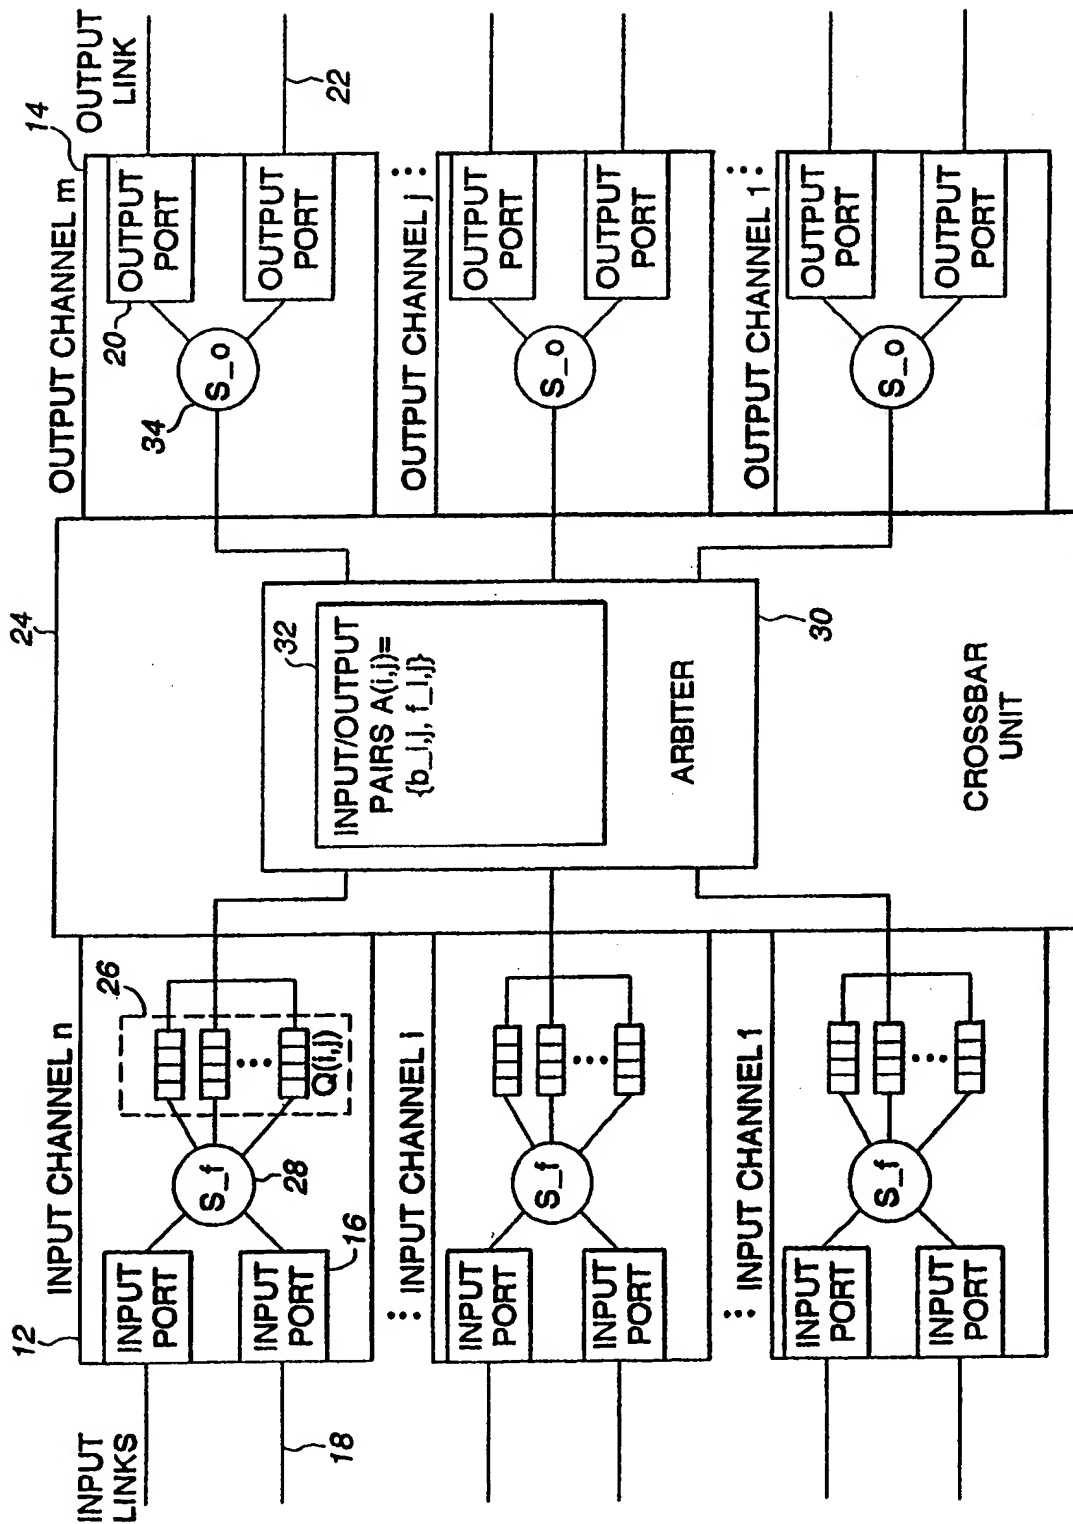 INPUT
LINKS
18
12
INPUT CHANNEL n
INPUT
PORT
INPUT
PORT
16
S_f
28
26
Q(i,j)
⋮ INPUT CHANNEL i
INPUT
PORT
INPUT
PORT
S_f
⋮ INPUT CHANNEL 1
INPUT
PORT
INPUT
PORT
S_f
24
32
INPUT/OUTPUT
PAIRS A(i,j)=
{b_i,j, f_i,j}
ARBITER
30
CROSSBAR
UNIT
OUTPUT CHANNEL m
14
34
S_o
20
OUTPUT
PORT
OUTPUT
PORT
OUTPUT
LINK
22
OUTPUT CHANNEL j ⋮
S_o
OUTPUT
PORT
OUTPUT
PORT
OUTPUT CHANNEL 1 ⋮
S_o
OUTPUT
PORT
OUTPUT
PORT